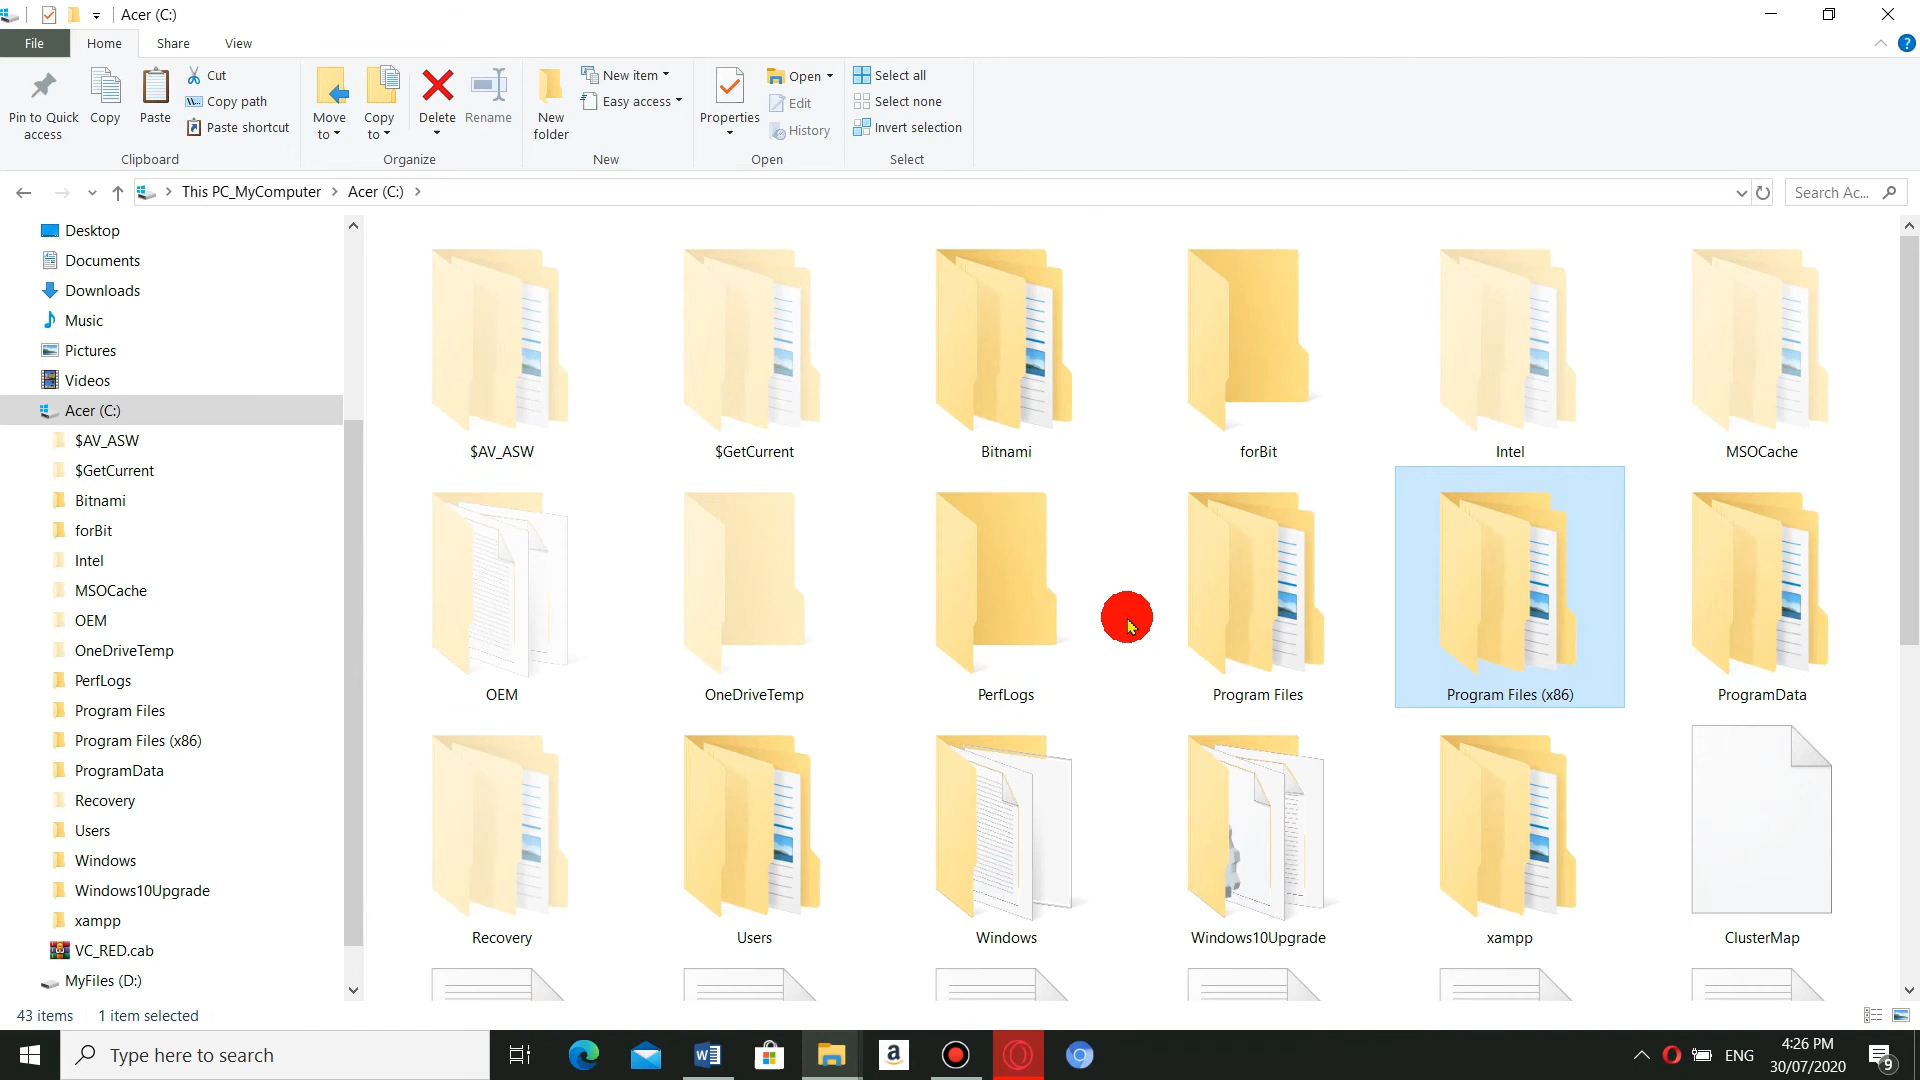 Acer (C:)
File Home Share View
Pin to Quick access
Copy
Paste
Cut
Copy path
Paste shortcut
Clipboard
Move to
Copy to
Delete
Rename
Organize
New folder
New item
Easy access
New
Properties
Open
Edit
History
Open
Select all
Select none
Invert selection
Select
This PC_MyComputer Acer (C:)
Search Ac...
Desktop
Documents
Downloads
Music
Pictures
Videos
Acer (C:)
$AV_ASW
$GetCurrent
Bitnami
forBit
Intel
MSOCache
OEM
OneDriveTemp
PerfLogs
Program Files
Program Files (x86)
ProgramData
Recovery
Users
Windows
Windows10Upgrade
xampp
VC_RED.cab
MyFiles (D:)
$AV_ASW $GetCurrent Bitnami forBit Intel MSOCache
OEM OneDriveTemp PerfLogs Program Files Program Files (x86) ProgramData
Recovery Users Windows Windows10Upgrade xampp ClusterMap
43 items 1 item selected
Type here to search
ENG
4:26 PM
30/07/2020
9